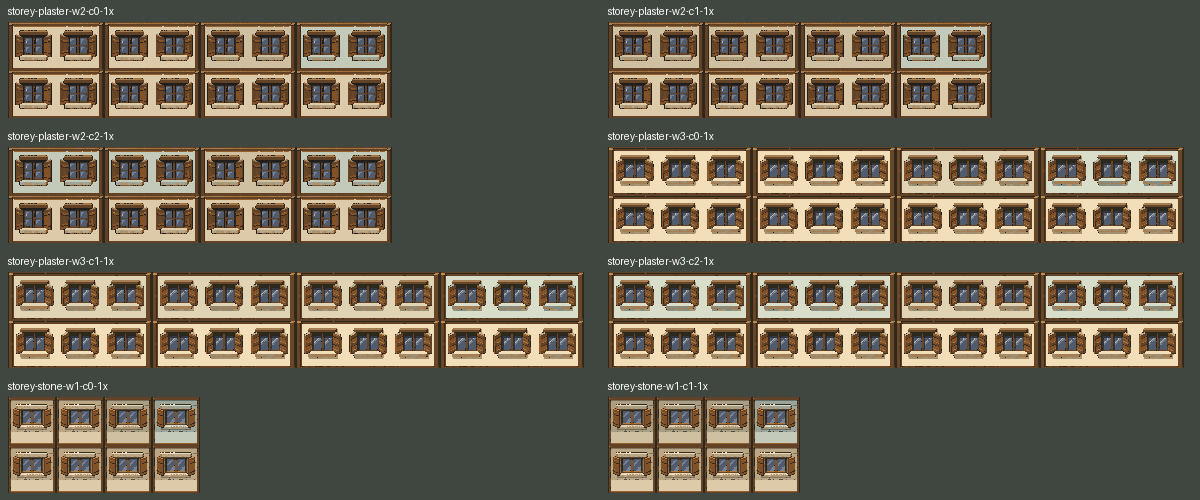 storey-plaster-w2-c0-1x
storey-plaster-w2-c1-1x
storey-plaster-w2-c2-1x
storey-plaster-w3-c0-1x
storey-plaster-w3-c1-1x
storey-plaster-w3-c2-1x
storey-stone-w1-c0-1x
storey-stone-w1-c1-1x